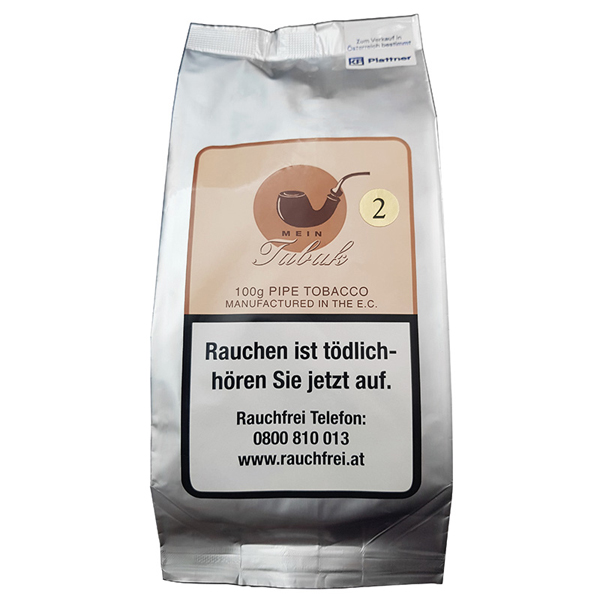 Zum Verkauf in
Österreich bestimmt
KP Plattner
2
MEIN
Tabak
100g PIPE TOBACCO
MANUFACTURED IN THE E.C.
Rauchen ist tödlich-
hören Sie jetzt auf.
Rauchfrei Telefon:
0800 810 013
www.rauchfrei.at